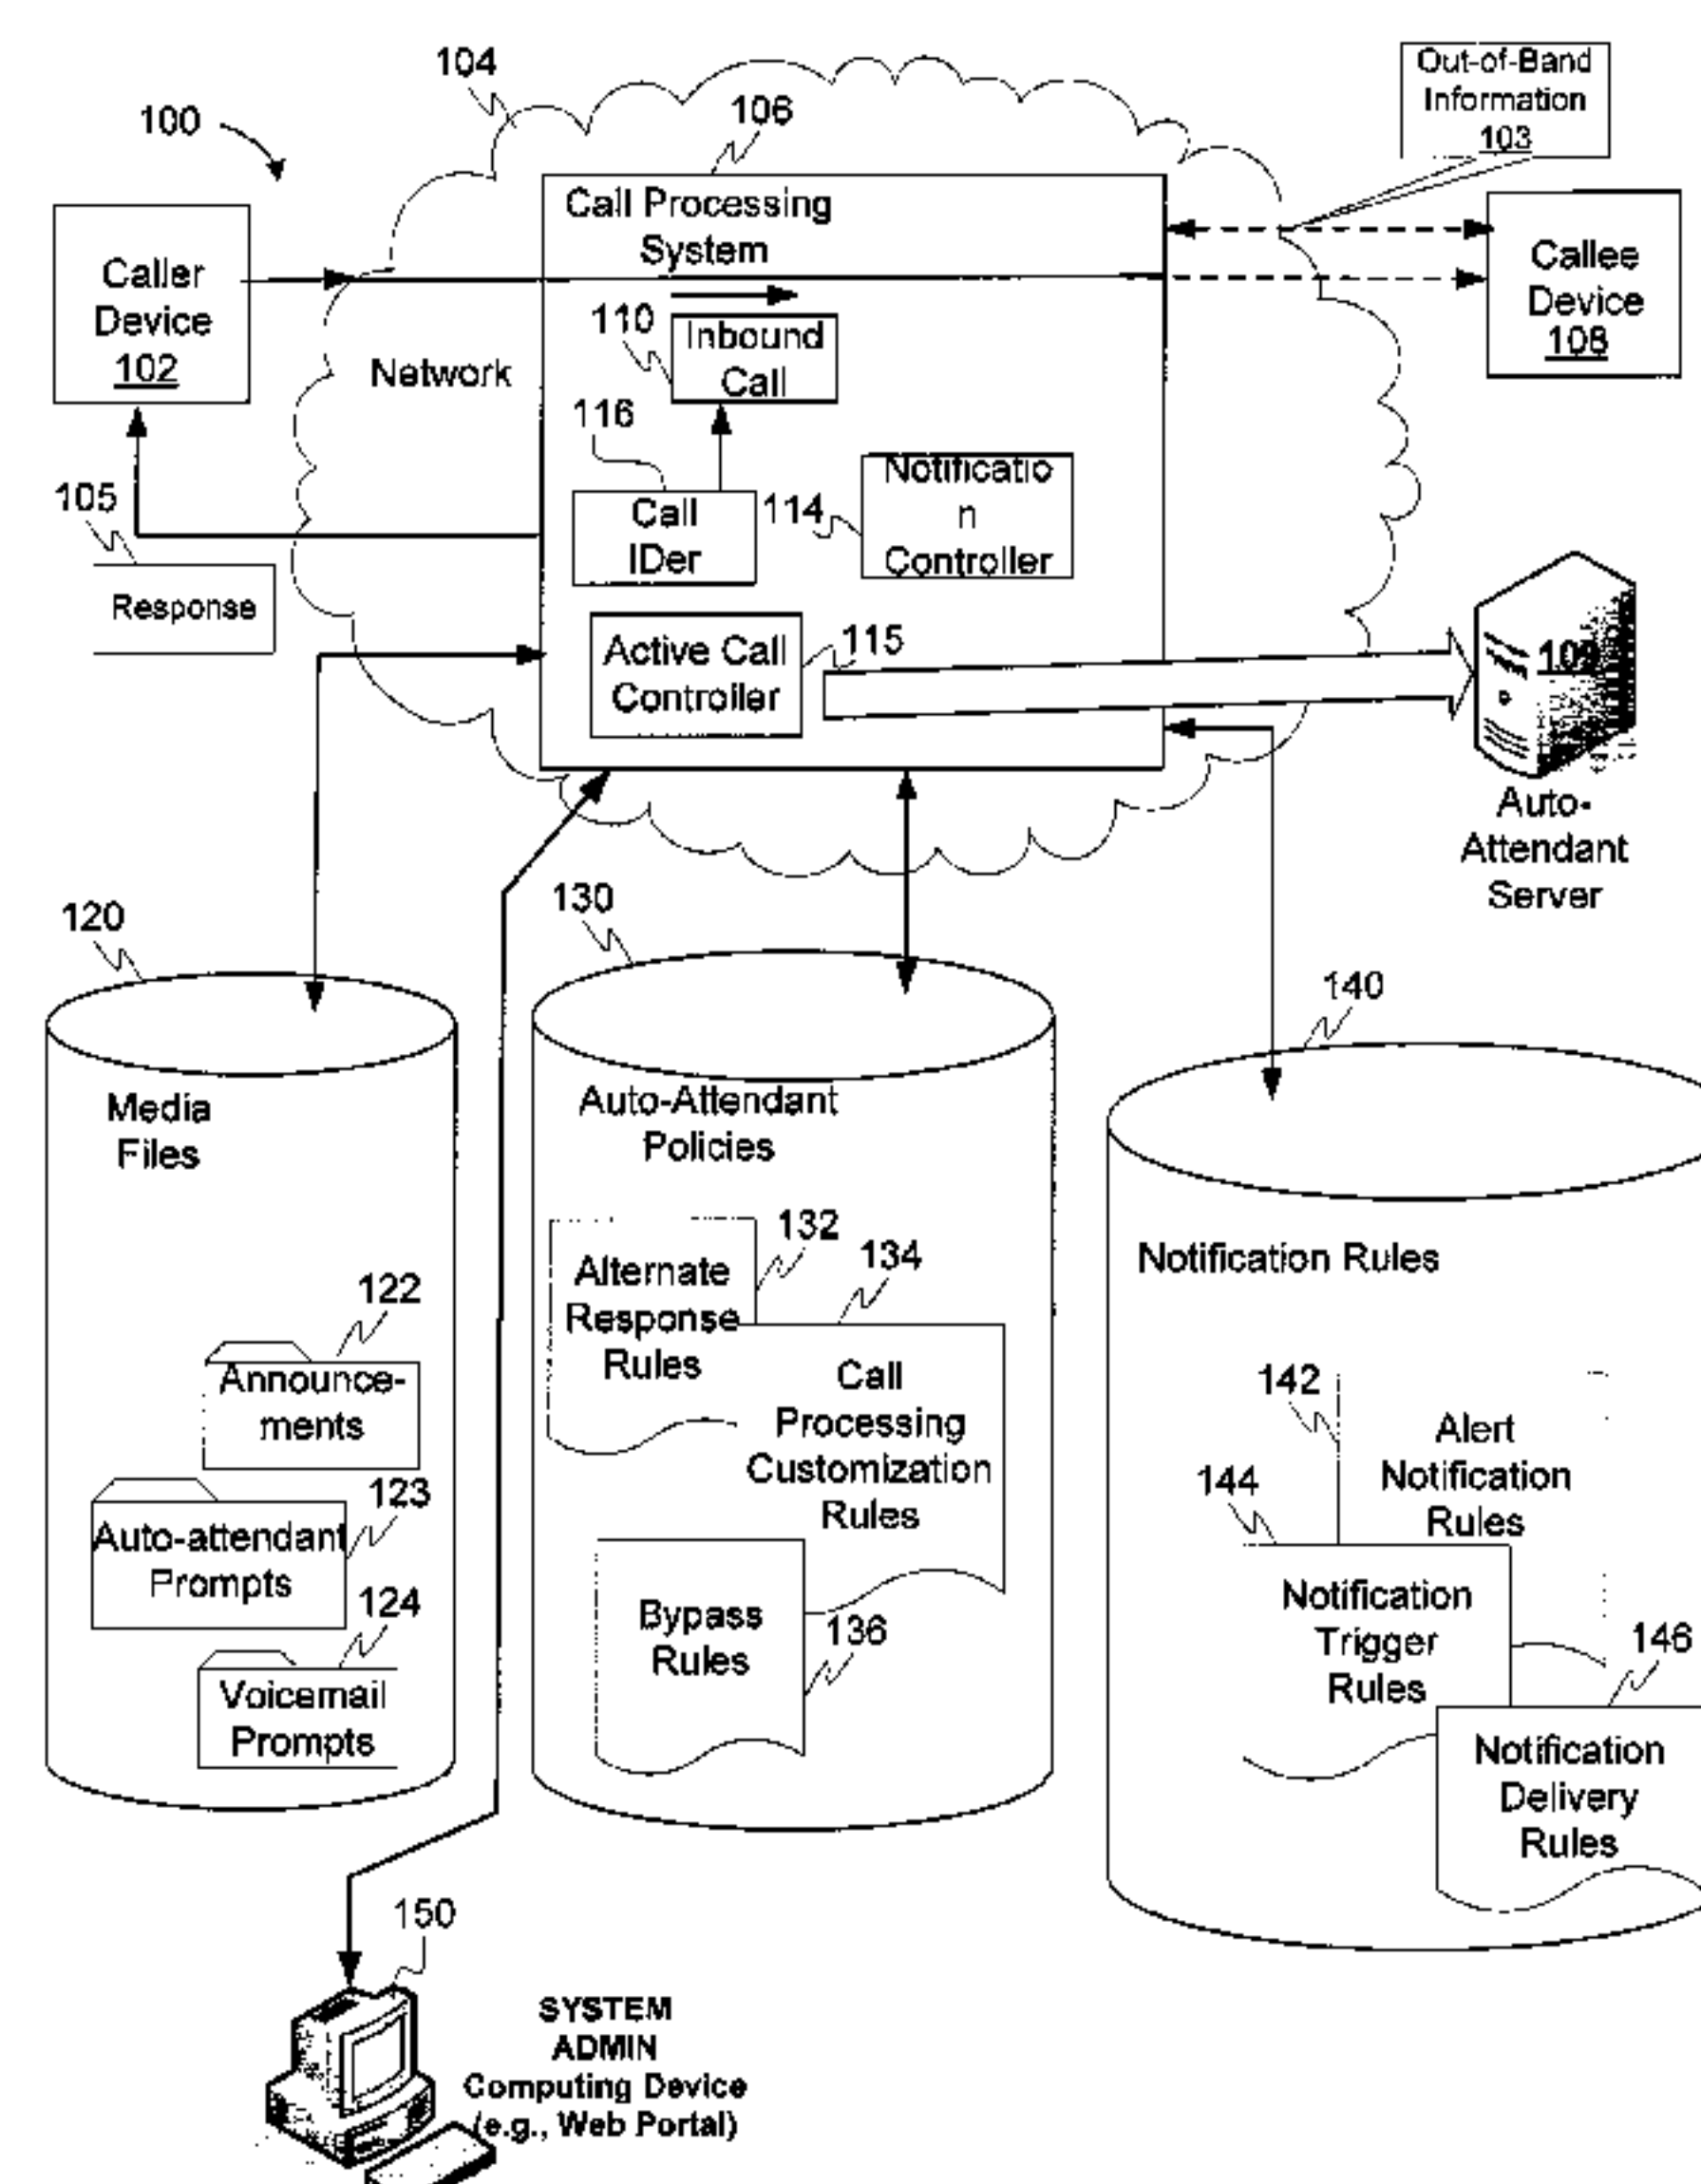 104
100
106
Out-of-Band
Information
103
Call Processing
System
Caller
Device
102
Callee
Device
108
110
Inbound
Call
Network
116
Notificatio
n
Controller
114
Call
IDer
105
Response
Active Call
Controller
115
109
Auto-
Attendant
Server
120
130
140
Media
Files
Auto-Attendant
Policies
Notification Rules
132
134
Alternate
Response
Rules
122
Announce-
ments
Call
Processing
Customization
Rules
142
Alert
Notification
Rules
144
123
Auto-attendant
Prompts
124
Voicemail
Prompts
Bypass
Rules
136
Notification
Trigger
Rules
146
Notification
Delivery
Rules
150
SYSTEM
ADMIN
Computing Device
(e.g., Web Portal)